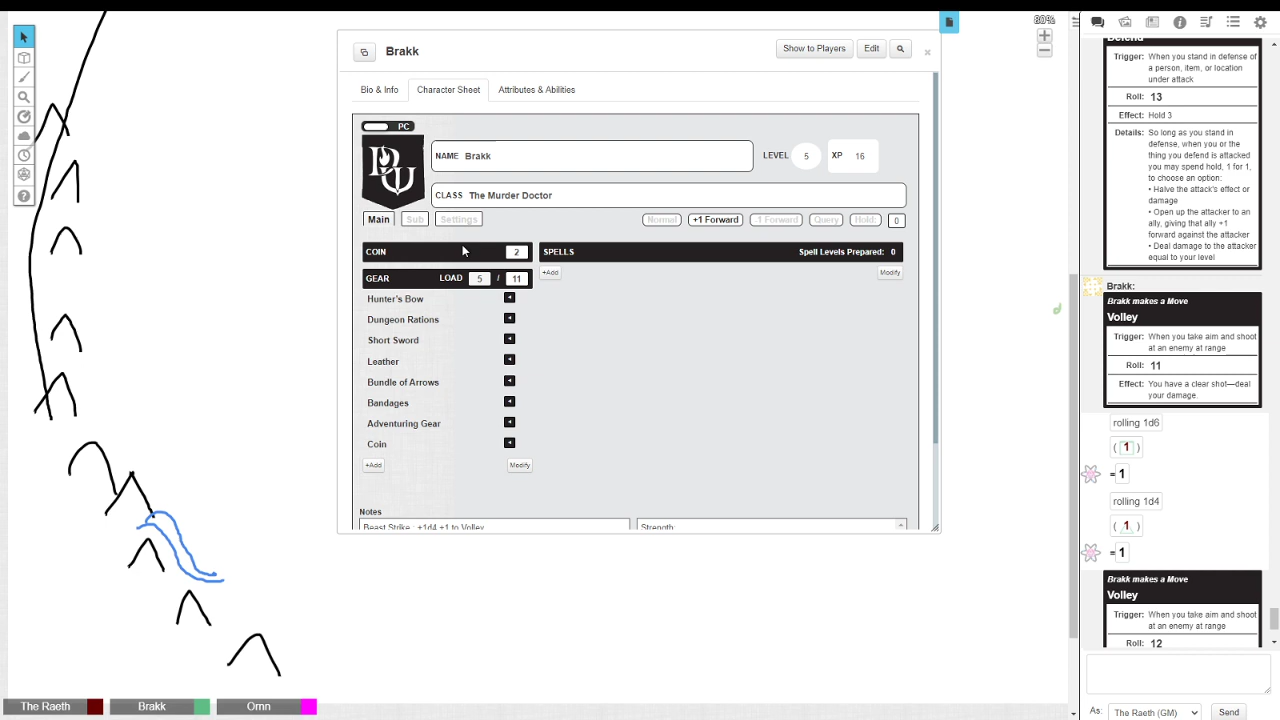 Brakk
Show to Players
Edit
80%
Bio & Info
Character Sheet
Attributes & Abilities
PC
DW
NAME Brakk
LEVEL 5 XP 16
CLASS The Murder Doctor
Main Sub Settings
Normal +1 Forward -1 Forward Query Hold: 0
COIN 2
SPELLS Spell Levels Prepared: 0
GEAR LOAD 5 / 11
+Add Modify
Hunter's Bow
Dungeon Rations
Short Sword
Leather
Bundle of Arrows
Bandages
Adventuring Gear
Coin
+Add Modify
Notes
Beast Strike : +1d4 +1 to Volley
Strength:
The Raeth
Brakk
Defend
Trigger: When you stand in defense of
a person, item, or location
under attack
Roll: 13
Effect: Hold 3
Details: So long as you stand in
defense, when you or the
thing you defend is attacked
you may spend hold, 1 for 1,
to choose an option:
• Halve the attack's effect or
damage
• Open up the attacker to an
ally, giving that ally +1
forward against the attacker
• Deal damage to the attacker
equal to your level
Brakk:
Brakk makes a Move
Volley
Trigger: When you take aim and shoot
at an enemy at range
Roll: 11
Effect: You have a clear shot—deal
your damage.
rolling 1d6
(1)
=1
rolling 1d4
(1)
=1
Brakk makes a Move
Volley
Trigger: When you take aim and shoot
at an enemy at range
Roll: 12
As: The Raeth (GM)
Send